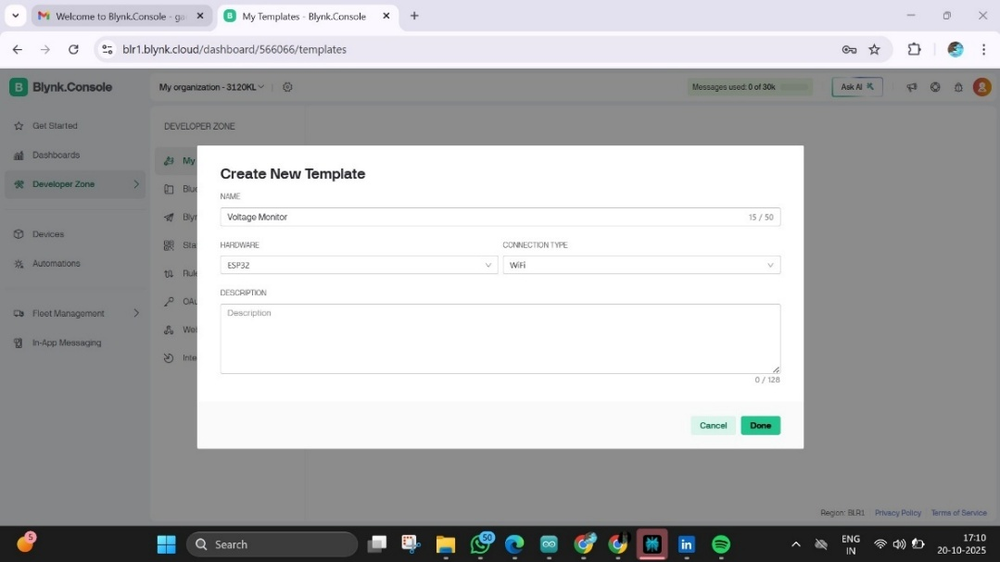 Welcome to Blynk.Console - ga
My Templates - Blynk.Console
blr1.blynk.cloud/dashboard/566066/templates
B Blynk.Console
My organization - 3120KL
Messages used: 0 of 30k
Ask AI
Get Started
Dashboards
Developer Zone
Devices
Automations
Fleet Management
In-App Messaging
DEVELOPER ZONE
My
Blu
Blyn
Sta
Rule
OAu
We
Inte
Create New Template
NAME
Voltage Monitor
15 / 50
HARDWARE
CONNECTION TYPE
ESP32
WiFi
DESCRIPTION
Description
0 / 128
Cancel
Done
Region: BLR1
Privacy Policy
Terms of Service
5
Search
50
in
ENG
IN
17:10
20-10-2025